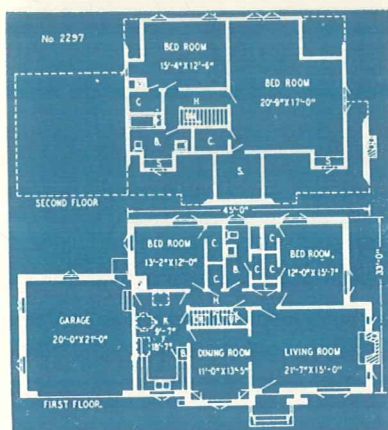 No 2297
BED ROOM
15'-4"X12'-6"
BED ROOM
20'-9"X17'-0"
C.
H
DN.
B.
C.
S
S.
S
SECOND FLOOR
45'-0"
33'-0"
BED ROOM
13'-2"X12'-0"
C.
C.
B.
C.
C.
BED ROOM
12'-0"X15'-7"
H
GARAGE
20'-0"X21'-0"
K.
9'-7"
X
18'-7"
B.
DINING ROOM
11'-0"X13'-5"
LIVING ROOM
21'-7"X15'-0"
FIRST FLOOR